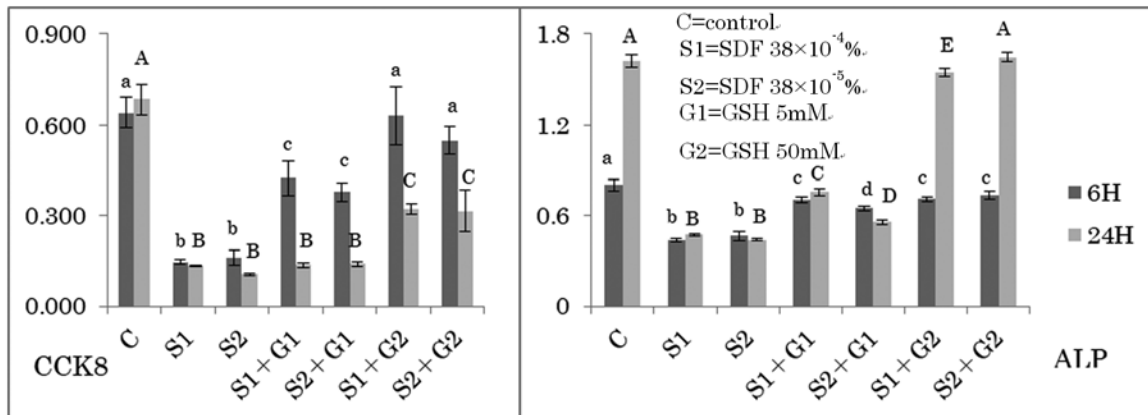 0.900
0.600
0.300
0.000
a A
b B
b B
c B
c B
a C
a C
C S1 S2 S1+G1 S2+G1 S1+G2 S2+G2
CCK8
1.8
1.2
0.6
0
C=control
S1=SDF 38×10⁻⁴%
S2=SDF 38×10⁻⁵%
G1=GSH 5mM
G2=GSH 50mM
a A
b B
b B
c C
d D
c E
c A
C S1 S2 S1+G1 S2+G1 S1+G2 S2+G2
ALP
6H
24H